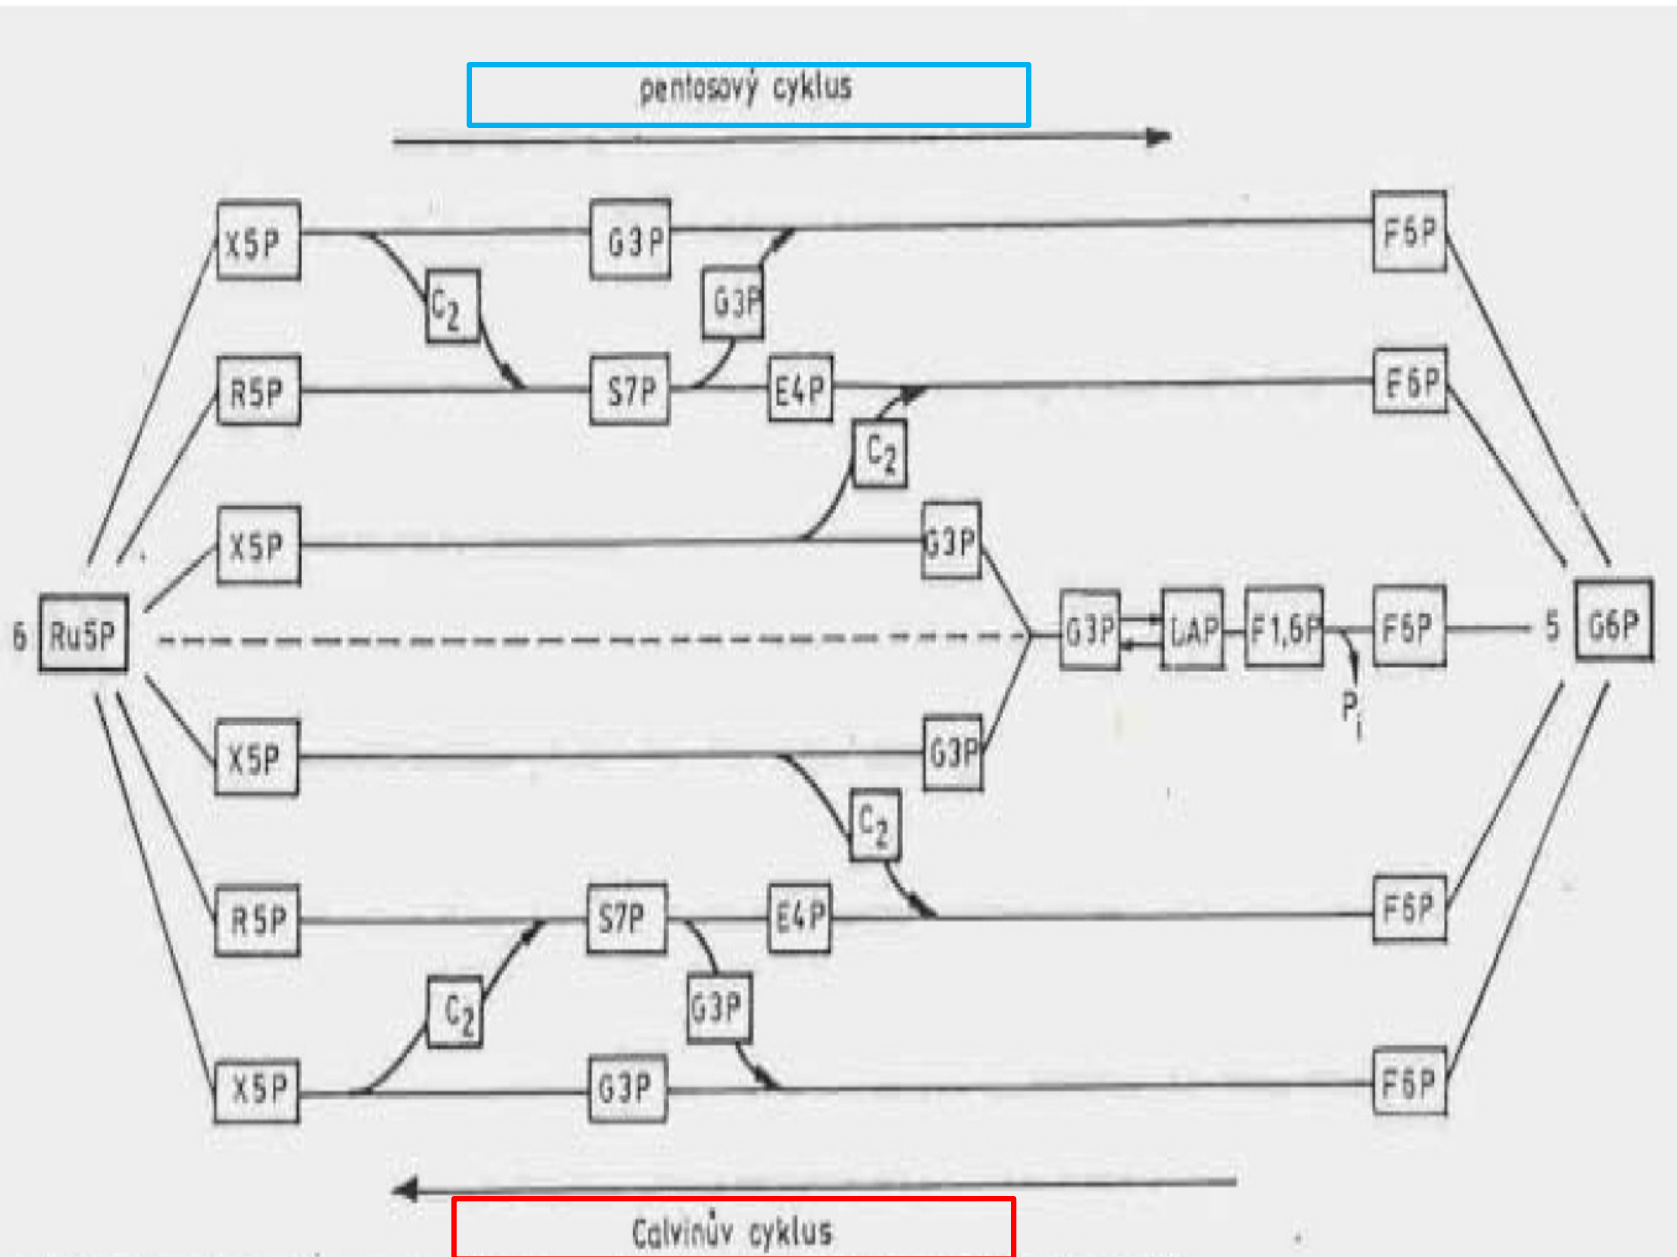 pentosový cyklus
X5P G3P F6P
C2 G3P
R5P S7P E4P F6P
C2
X5P G3P
6 Ru5P G3P DAP F1,6P F6P 5 G6P
Pi
X5P G3P
C2
R5P S7P E4P F6P
C2 G3P
X5P G3P F6P
Calvinův cyklus